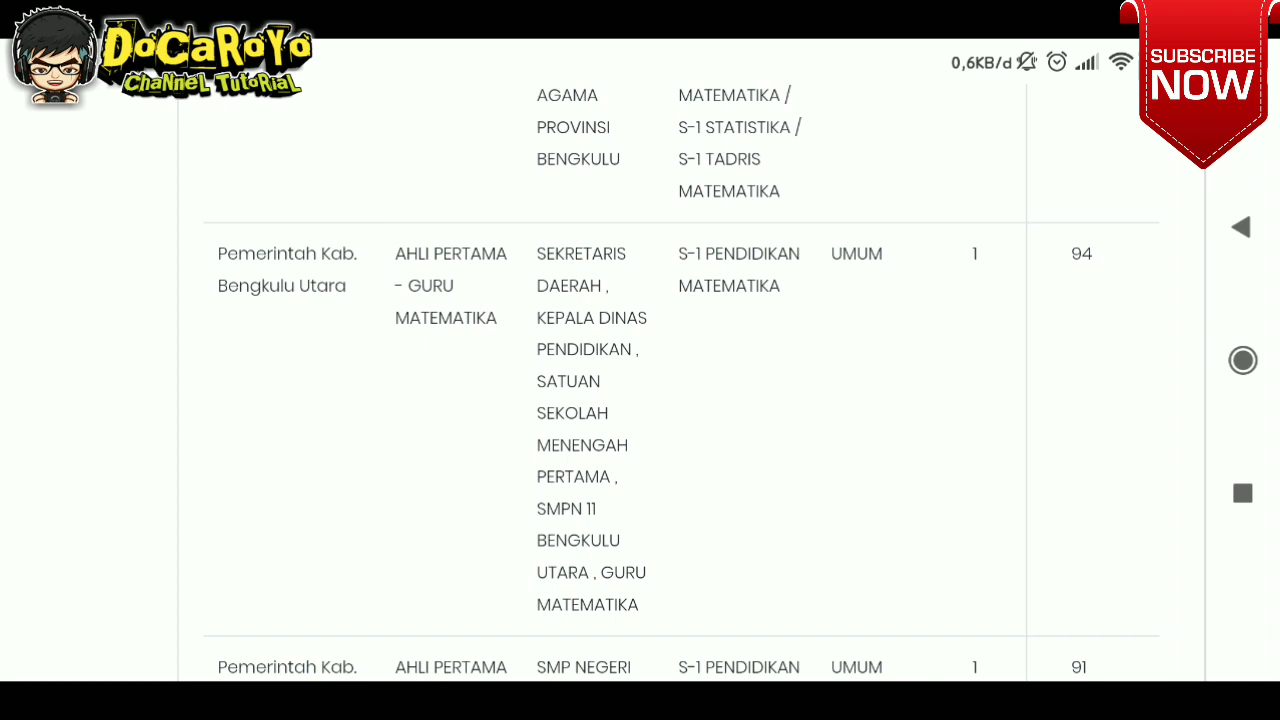 DoCaRoYo
ChaNNeL TuToRiaL
0,6KB/d
SUBSCRIBE
NOW
AGAMA
PROVINSI
BENGKULU
MATEMATIKA /
S-1 STATISTIKA /
S-1 TADRIS
MATEMATIKA
Pemerintah Kab.
Bengkulu Utara
AHLI PERTAMA
- GURU
MATEMATIKA
SEKRETARIS
DAERAH ,
KEPALA DINAS
PENDIDIKAN ,
SATUAN
SEKOLAH
MENENGAH
PERTAMA ,
SMPN 11
BENGKULU
UTARA , GURU
MATEMATIKA
S-1 PENDIDIKAN
MATEMATIKA
UMUM
1
94
Pemerintah Kab.
AHLI PERTAMA
SMP NEGERI
S-1 PENDIDIKAN
UMUM
1
91